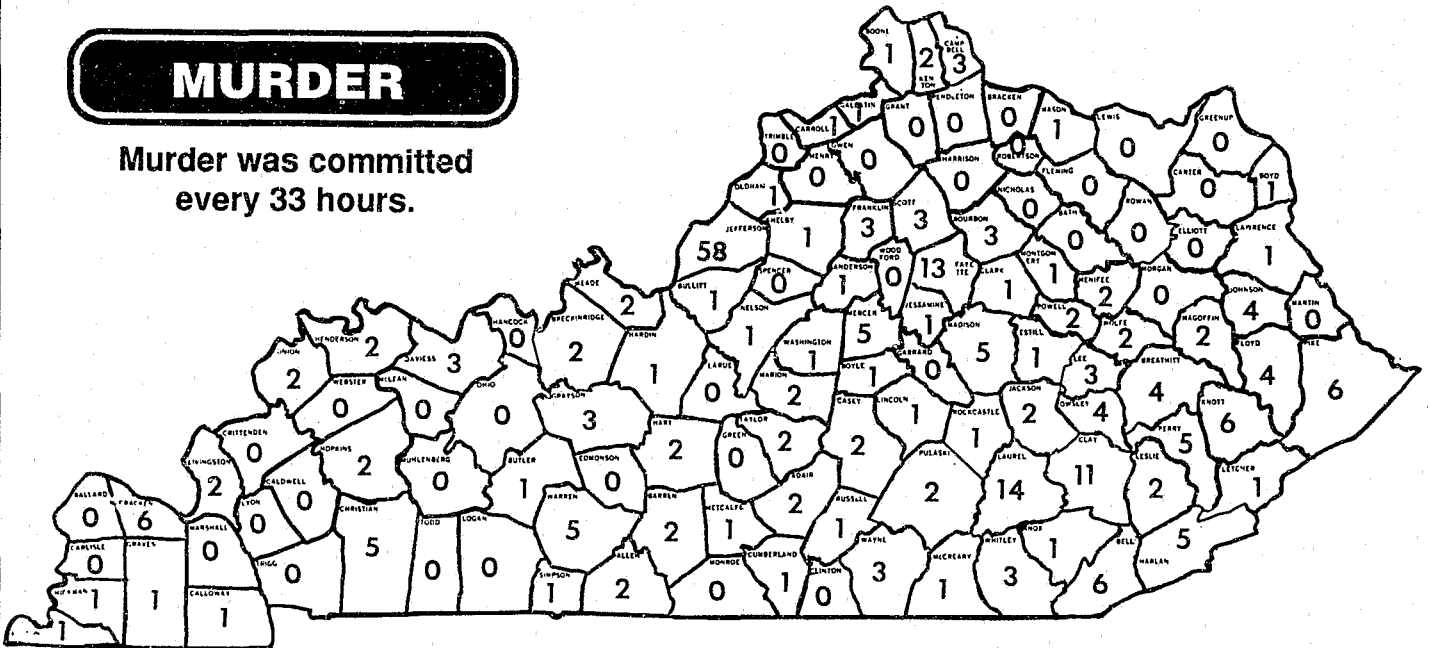 MURDER
Murder was committed
every 33 hours.
BOONE 1
2 KEN TON
CAMP BELL 3
GALLATIN 1
CARROLL 1
TRIMBLE 0
GRANT 0
PENDLETON 0
BRACKEN 0
MASON 1
LEWIS 0
GREENUP 0
HENRY 0
OWEN 0
HARRISON 0
ROBERTSON 0
FLEMING 0
CARTER 0
BOYD 1
OLDHAM 1
NICHOLAS 0
ROWAN 0
JEFFERSON 58
SHELBY 1
FRANKLIN 3
SCOTT 3
BOURBON 3
BATH 0
ELLIOTT 0
LAWRENCE 1
BULLITT 1
SPENCER 0
ANDERSON 1
WOOD FORD 0
13 FAYE TTE
CLARK 1
MONTGOM ERY 1
MENIFEE 2
MORGAN 0
JOHNSON 4
MARTIN 0
MEADE 2
NELSON 1
MERCER 5
JESSAMINE 1
MADISON 5
ESTILL 1
POWELL 2
WOLFE 2
MAGOFFIN 2
FLOYD 4
PIKE 6
HANCOCK 0
BRECKINRIDGE 2
HARDIN 1
LARUE 0
WASHINGTON 1
MARION 2
BOYLE 1
GARRARD 0
LEE 3
BREATHITT 4
UNION 2
HENDERSON 2
DAVIESS 3
WEBSTER 0
MCLEAN 0
OHIO 0
GRAYSON 3
HART 2
GREEN 0
TAYLOR 2
CASEY 2
LINCOLN 1
ROCKCASTLE 1
JACKSON 2
OWSLEY 4
PERRY 5
KNOTT 6
CRITTENDEN 0
LIVINGSTON 2
CALDWELL 0
HOPKINS 2
MUHLENBERG 0
BUTLER 1
EDMONSON 0
WARREN 5
BARREN 2
METCALFE 1
ADAIR 2
RUSSELL 1
PULASKI 2
LAUREL 14
CLAY 11
LESLIE 2
LETCHER 1
BALLARD 0
CRACKEN 6
MARSHALL 0
LYON 0
TRIGG 0
CHRISTIAN 5
TODD 0
LOGAN 0
SIMPSON 1
ALLEN 2
MONROE 0
CUMBERLAND 1
CLINTON 0
WAYNE 3
McCREARY 1
WHITLEY 3
KNOX 1
BELL 6
HARLAN 5
CARLISLE 0
GRAVES 1
CALLOWAY 1
HICKMAN 1
1